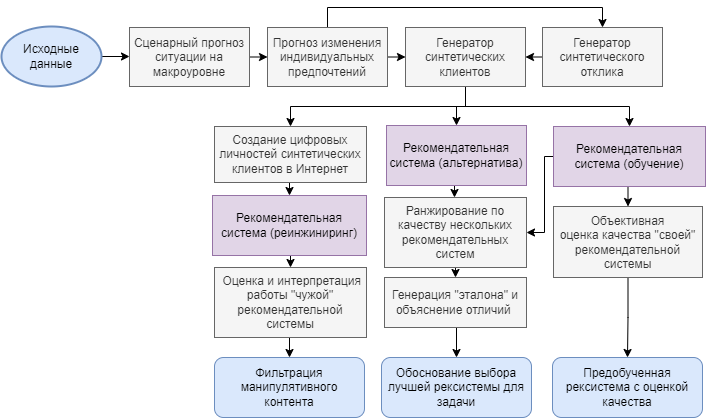 Исходные
данные
Сценарный прогноз
ситуации на
макроуровне
Прогноз изменения
индивидуальных
предпочтений
Генератор
синтетических
клиентов
Генератор
синтетического
отклика
Создание цифровых
личностей синтетических
клиентов в Интернет
Рекомендательная
система (альтернатива)
Рекомендательная
система (обучение)
Рекомендательная
система (реинжиниринг)
Ранжирование по
качеству нескольких
рекомендательных
систем
Объективная
оценка качества "своей"
рекомендательной
системы
Оценка и интерпретация
работы "чужой"
рекомендательной
системы
Генерация "эталона" и
объяснение отличий
Фильтрация
манипулятивного
контента
Обоснование выбора
лучшей рексистемы для
задачи
Предобученная
рексистема с оценкой
качества